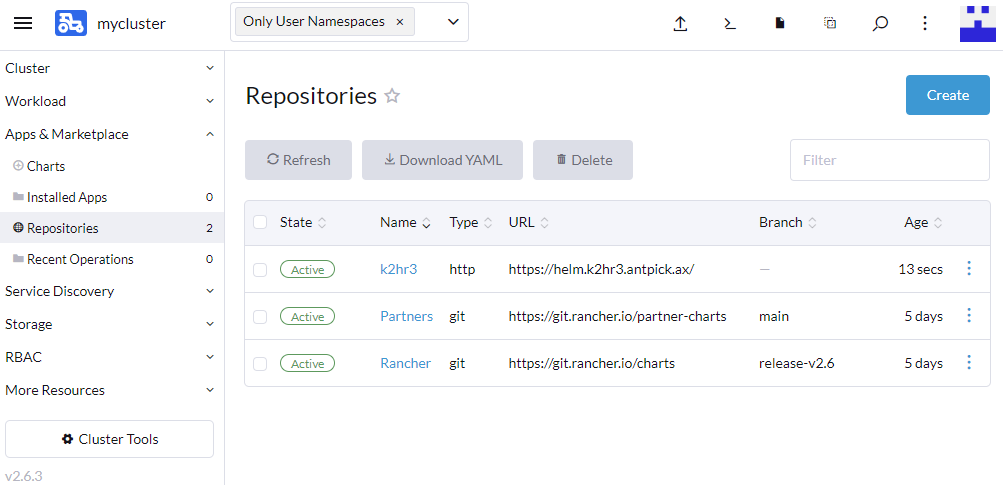 mycluster Only User Namespaces ×
Cluster
Workload
Apps & Marketplace
Charts
Installed Apps 0
Repositories 2
Recent Operations 0
Service Discovery
Storage
RBAC
More Resources
Cluster Tools
v2.6.3
Repositories
Create
Refresh Download YAML Delete Filter
State Name Type URL Branch Age
Active k2hr3 http https://helm.k2hr3.antpick.ax/ — 13 secs
Active Partners git https://git.rancher.io/partner-charts main 5 days
Active Rancher git https://git.rancher.io/charts release-v2.6 5 days